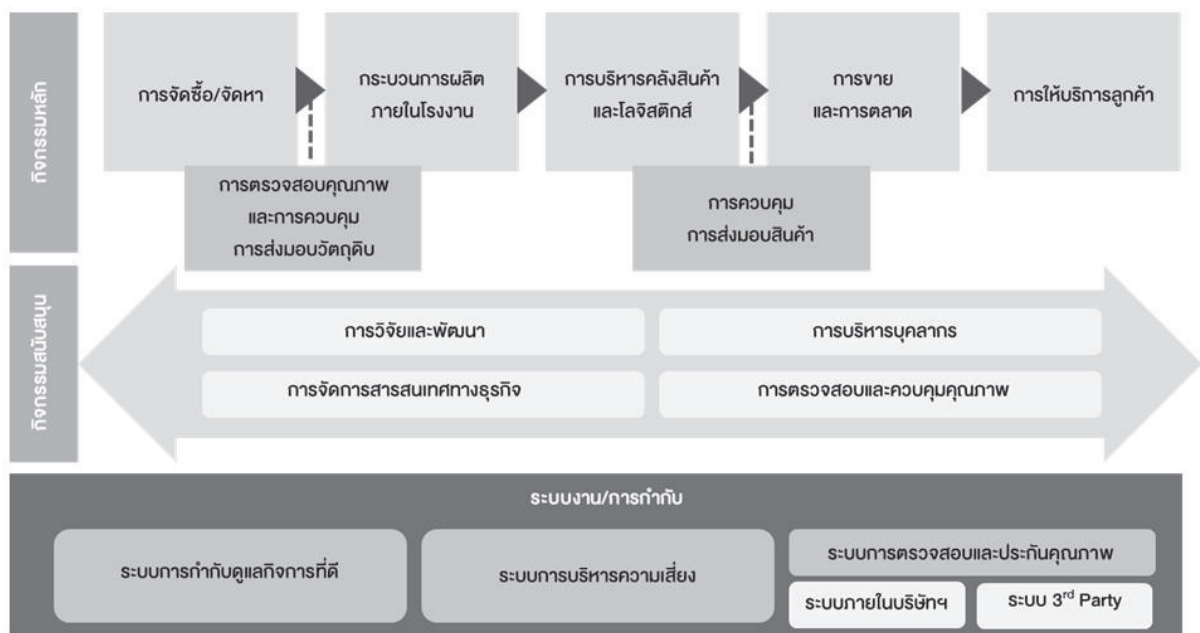 กิจกรรมหลัก
การจัดซื้อ/จัดหา
กระบวนการผลิต
ภายในโรงงาน
การบริหารคลังสินค้า
และโลจิสติกส์
การขาย
และการตลาด
การให้บริการลูกค้า
การตรวจสอบคุณภาพ
และการควบคุม
การส่งมอบวัตถุดิบ
การควบคุม
การส่งมอบสินค้า
กิจกรรมสนับสนุน
การวิจัยและพัฒนา
การบริหารบุคลากร
การจัดการสารสนเทศทางธุรกิจ
การตรวจสอบและควบคุมคุณภาพ
ระบบงาน/การกำกับ
ระบบการกำกับดูแลกิจการที่ดี
ระบบการบริหารความเสี่ยง
ระบบการตรวจสอบและประกันคุณภาพ
ระบบภายในบริษัทฯ
ระบบ 3rd Party